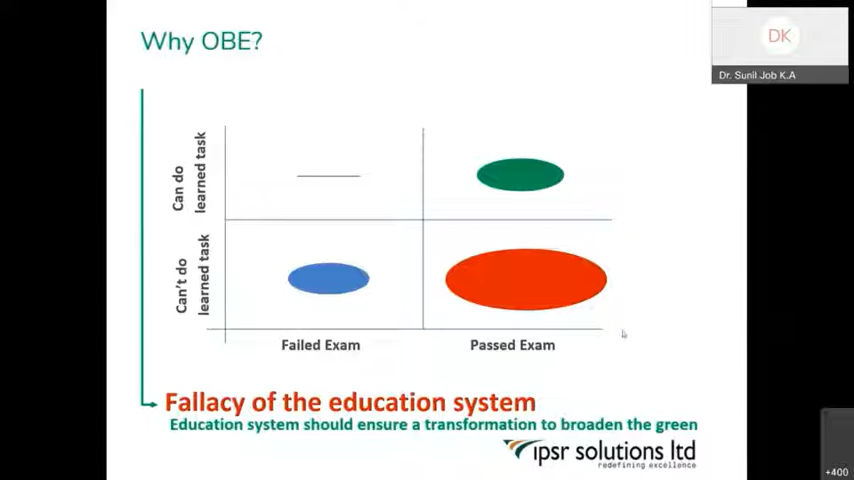 Why OBE?
DK
Dr. Sunil Job K.A
Can do
learned task
Can't do
learned task
Failed Exam
Passed Exam
Fallacy of the education system
Education system should ensure a transformation to broaden the green
ipsr solutions ltd
redefining excellence
+400